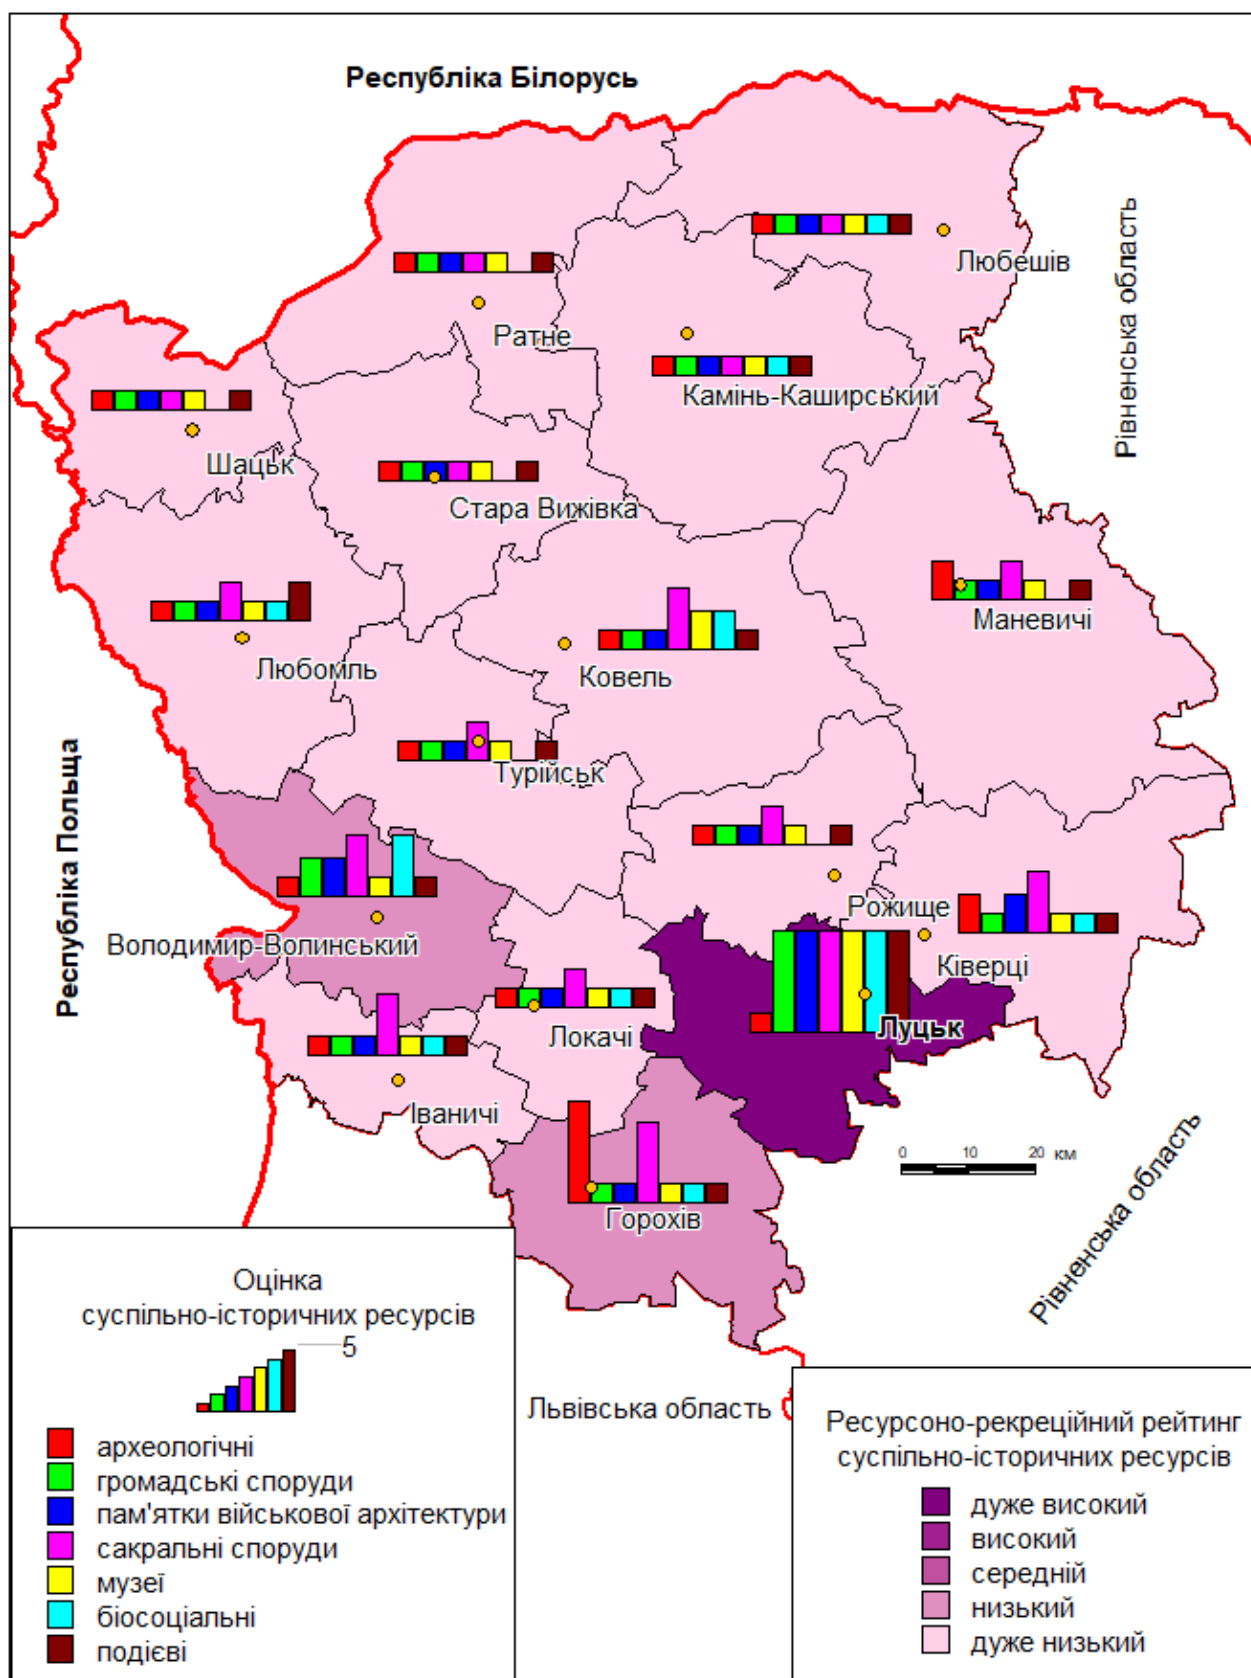 Республіка Білорусь
Рівненська область
Любешів
Ратне
Камінь-Каширський
Шацьк
Стара Вижівка
Маневичі
Любомль
Ковель
Турійськ
Республіка Польща
Рожище
Володимир-Волинський
Ківерці
Луцьк
Локачі
Іваничі
0 10 20 км
Горохів
Рівненська область
Львівська область
Оцінка
суспільно-історичних ресурсів
5
археологічні
громадські споруди
пам'ятки військової архітектури
сакральні споруди
музеї
біосоціальні
подієві
Ресурсоно-рекреційний рейтинг
суспільно-історичних ресурсів
дуже високий
високий
середній
низький
дуже низький